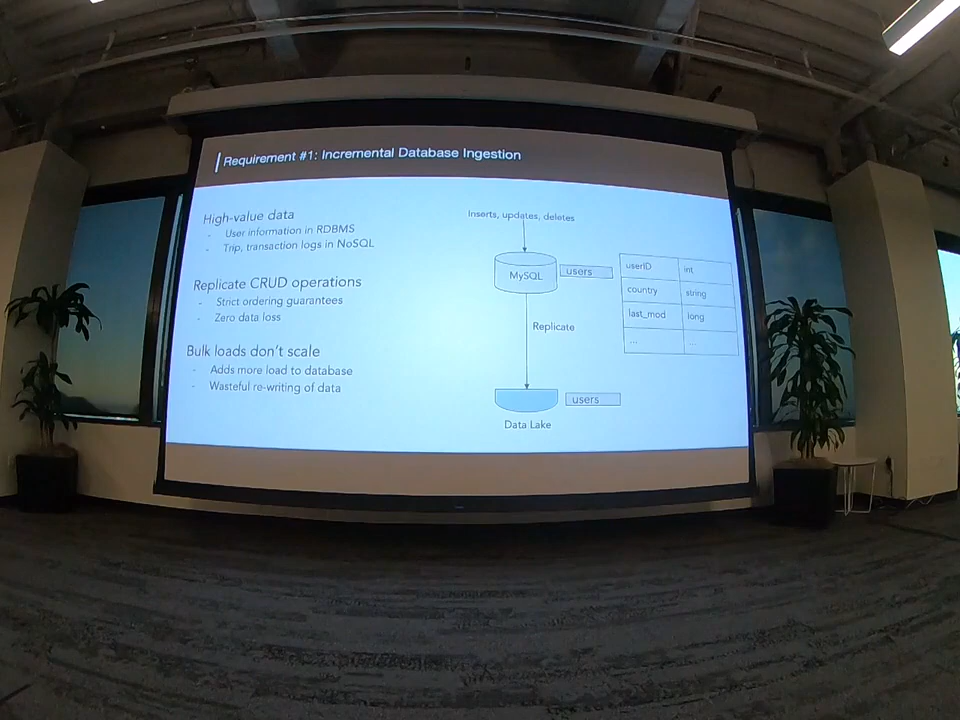 Requirement #1: Incremental Database Ingestion
High-value data
- User information in RDBMS
- Trip, transaction logs in NoSQL
Replicate CRUD operations
- Strict ordering guarantees
- Zero data loss
Bulk loads don't scale
- Adds more load to database
- Wasteful re-writing of data
Inserts, updates, deletes
MySQL
users
userID int
country string
last_mod long
... ...
Replicate
users
Data Lake